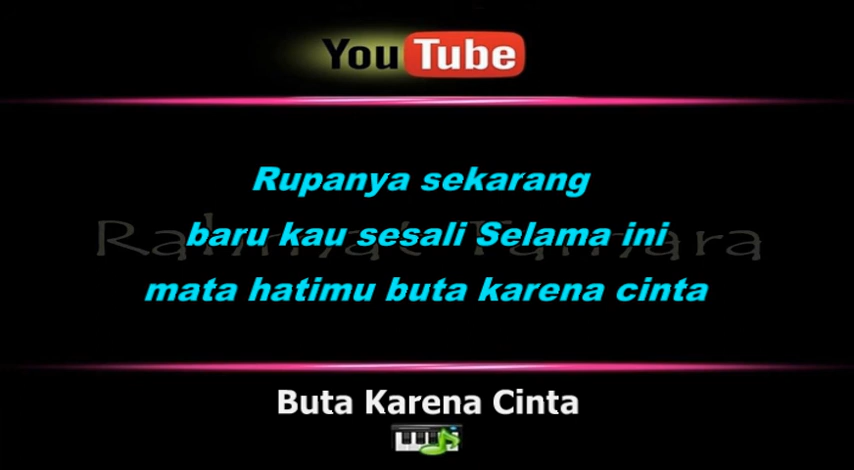 YouTube
Rupanya sekarang
baru kau sesali Selama ini
mata hatimu buta karena cinta
Buta Karena Cinta